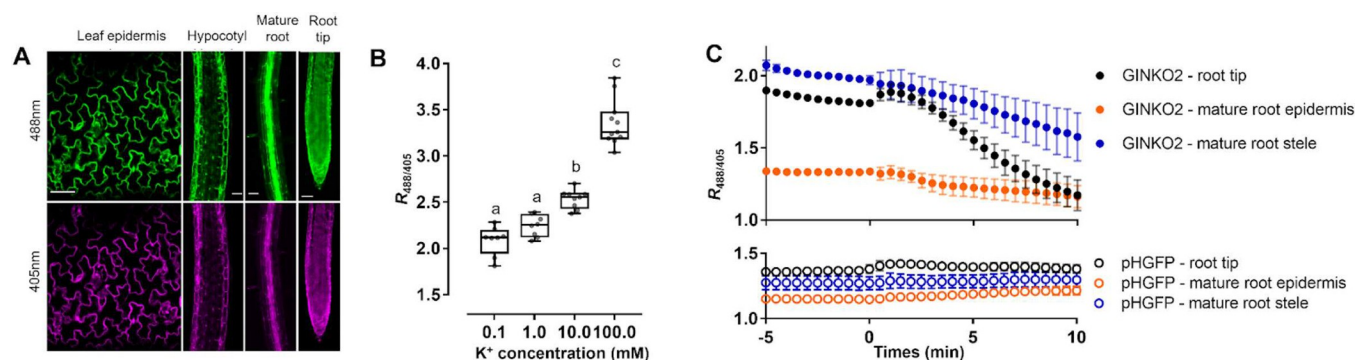 A
Leaf epidermis
Hypocotyl
Mature
root
Root
tip
488nm
405nm
B
R488/405
4.0
3.5
3.0
2.5
2.0
1.5
a
a
b
c
0.1
1.0
10.0
100.0
K+ concentration (mM)
C
R488/405
2.0
1.5
1.0
1.5
1.0
-5
0
5
10
Times (min)
GINKO2 - root tip
GINKO2 - mature root epidermis
GINKO2 - mature root stele
pHGFP - root tip
pHGFP - mature root epidermis
pHGFP - mature root stele